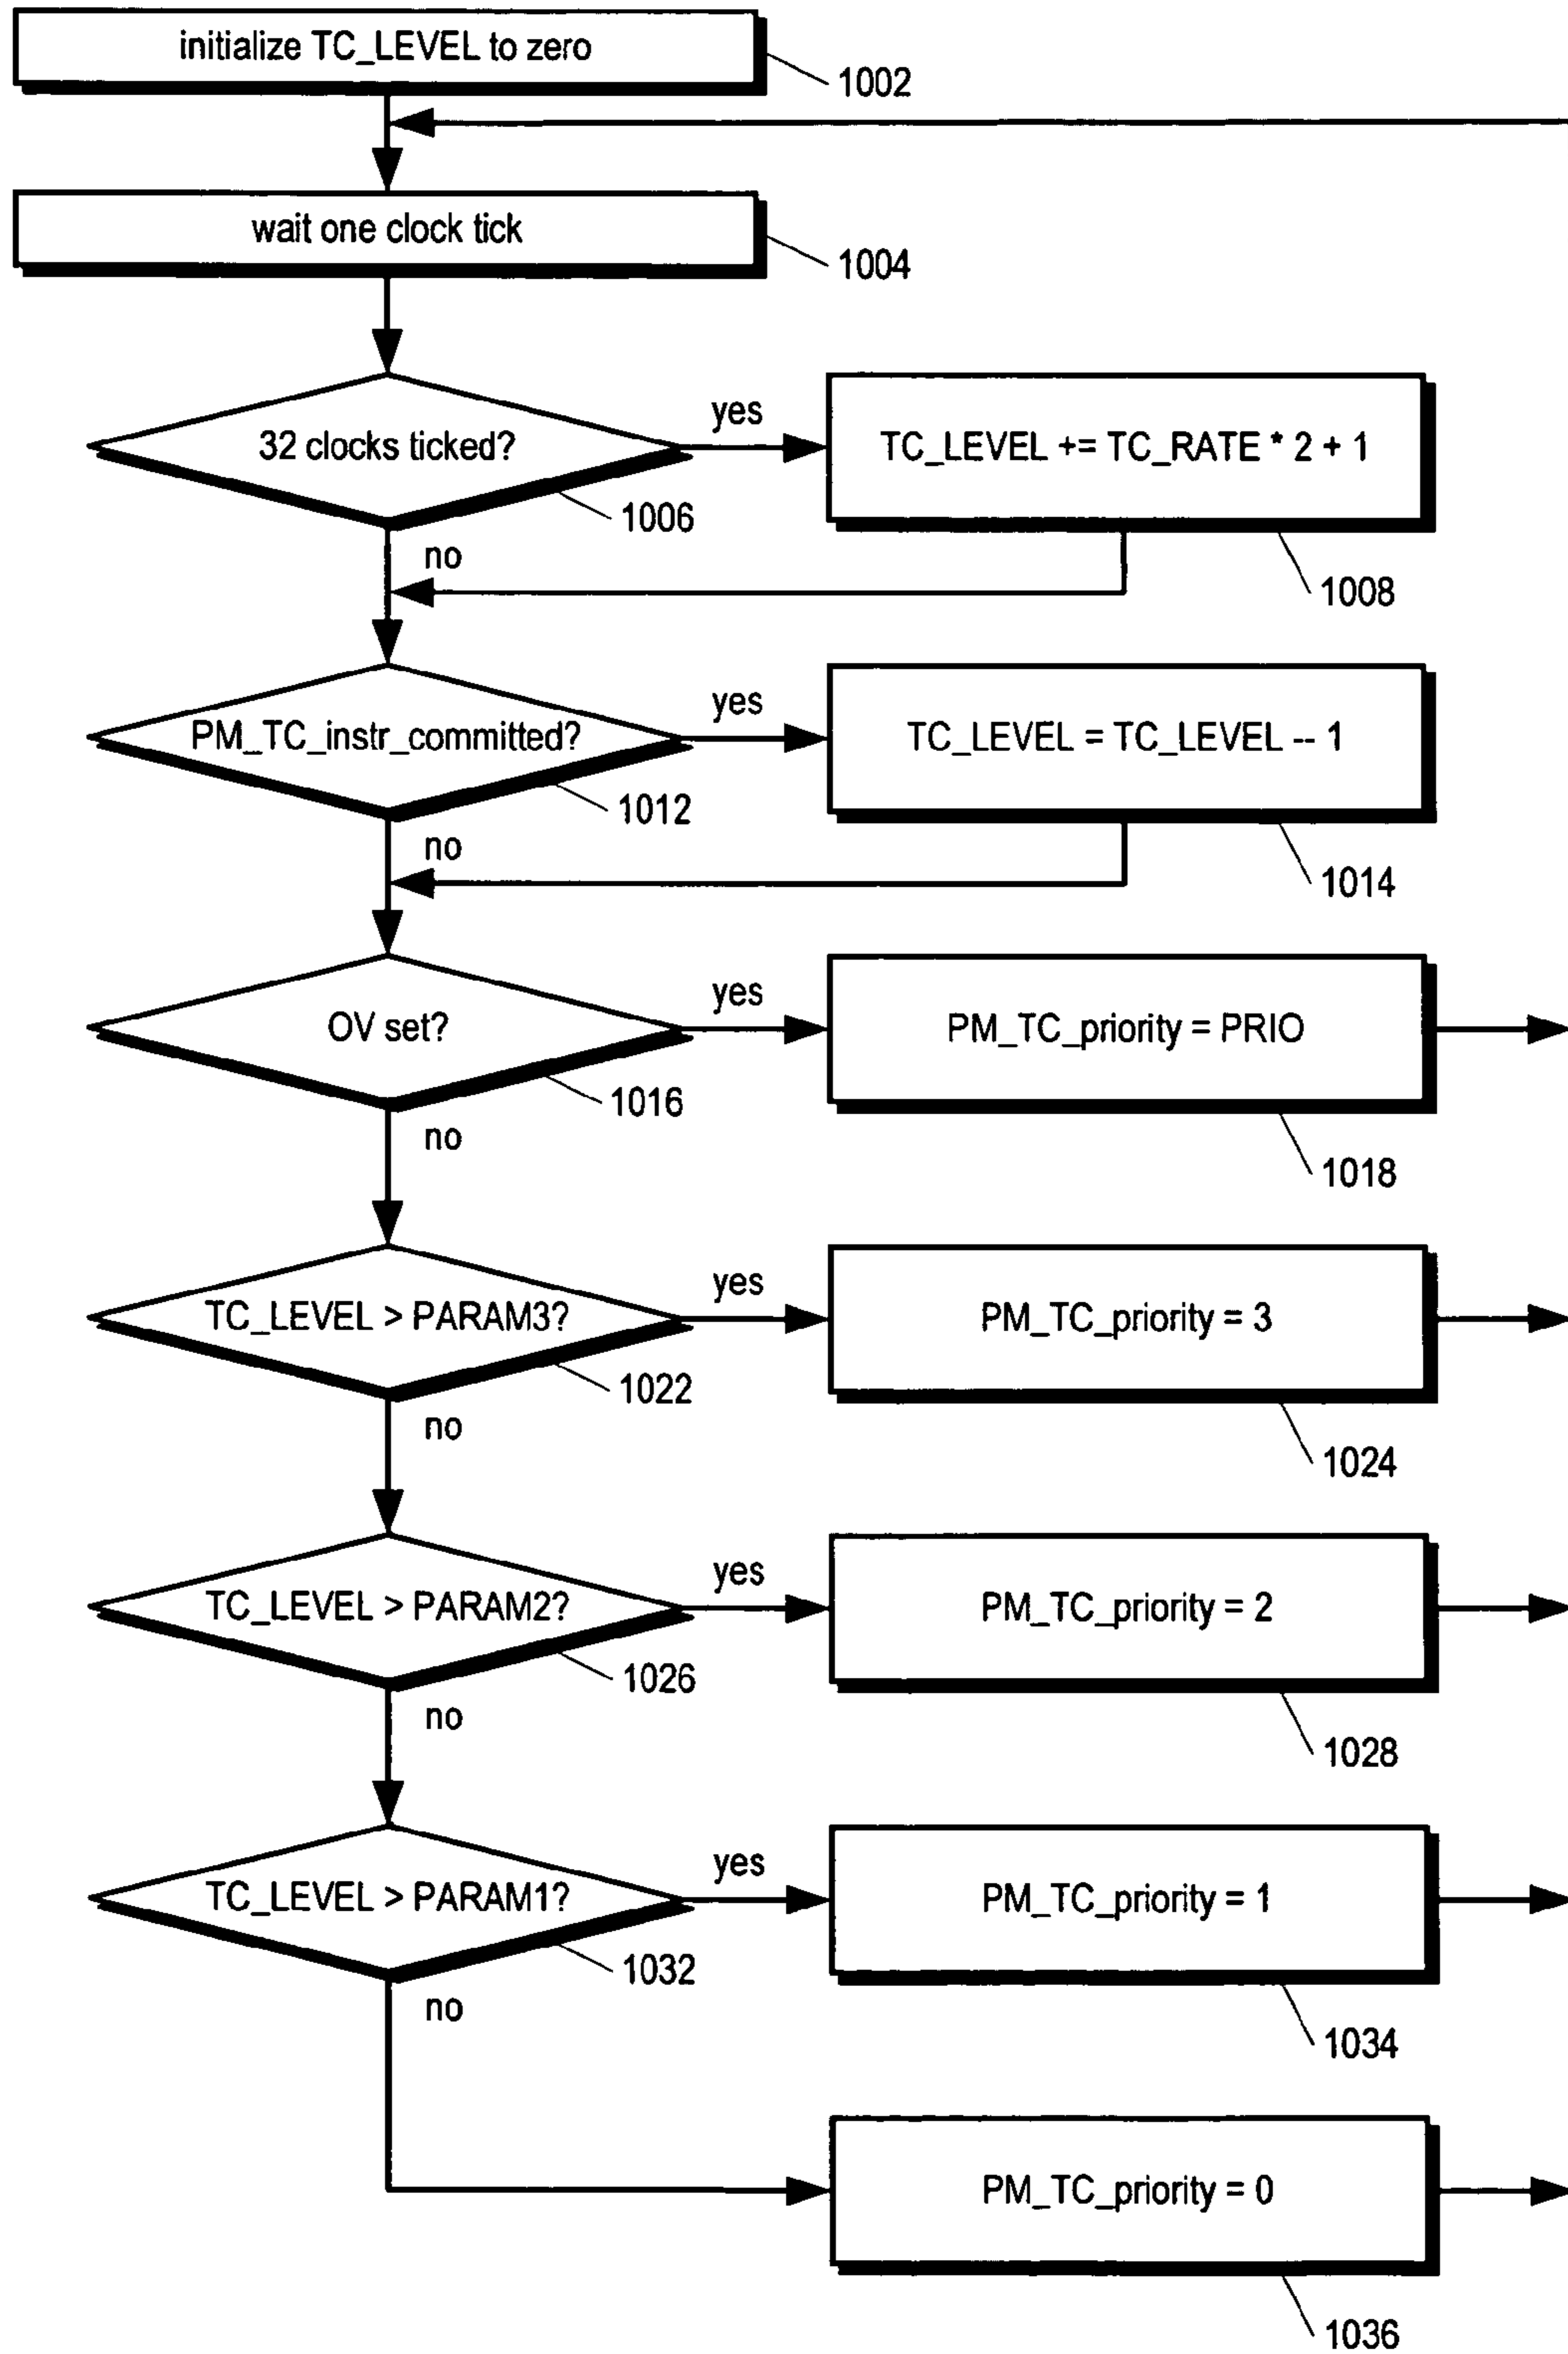 initialize TC_LEVEL to zero
1002
wait one clock tick
1004
32 clocks ticked?
yes
TC_LEVEL += TC_RATE * 2 + 1
1006
no
1008
PM_TC_instr_committed?
yes
TC_LEVEL = TC_LEVEL -- 1
1012
no
1014
OV set?
yes
PM_TC_priority = PRIO
1016
no
1018
TC_LEVEL > PARAM3?
yes
PM_TC_priority = 3
1022
no
1024
TC_LEVEL > PARAM2?
yes
PM_TC_priority = 2
1026
no
1028
TC_LEVEL > PARAM1?
yes
PM_TC_priority = 1
1032
no
1034
PM_TC_priority = 0
1036